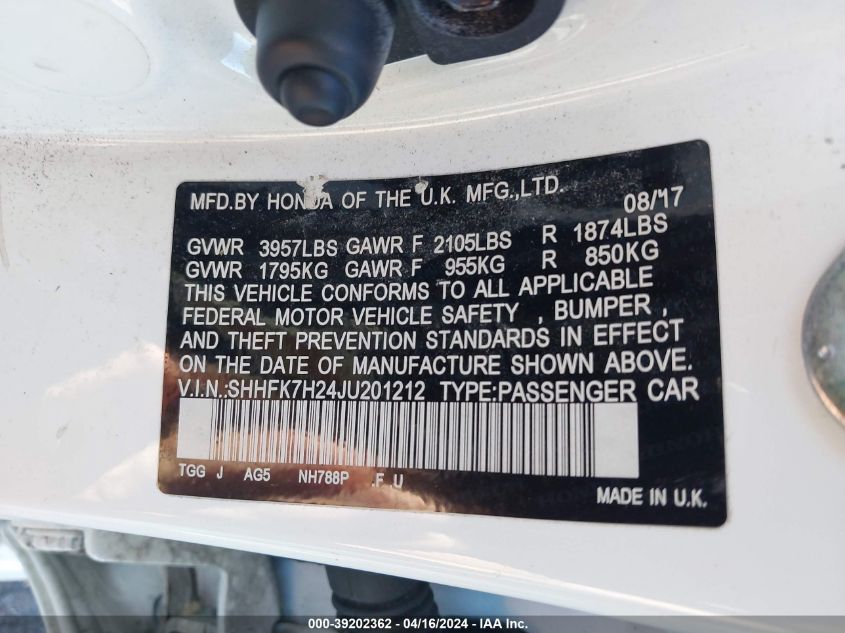 MFD.BY HONDA OF THE U.K. MFG.,LTD. 08/17
GVWR 3957LBS GAWR F 2105LBS R 1874LBS
GVWR 1795KG GAWR F 955KG R 850KG
THIS VEHICLE CONFORMS TO ALL APPLICABLE
FEDERAL MOTOR VEHICLE SAFETY , BUMPER ,
AND THEFT PREVENTION STANDARDS IN EFFECT
ON THE DATE OF MANUFACTURE SHOWN ABOVE.
V.I.N.:SHHFK7H24JU201212 TYPE:PASSENGER CAR
TGG J AG5 NH788P .F .U
MADE IN U.K.
000-39202362 - 04/16/2024 - IAA Inc.